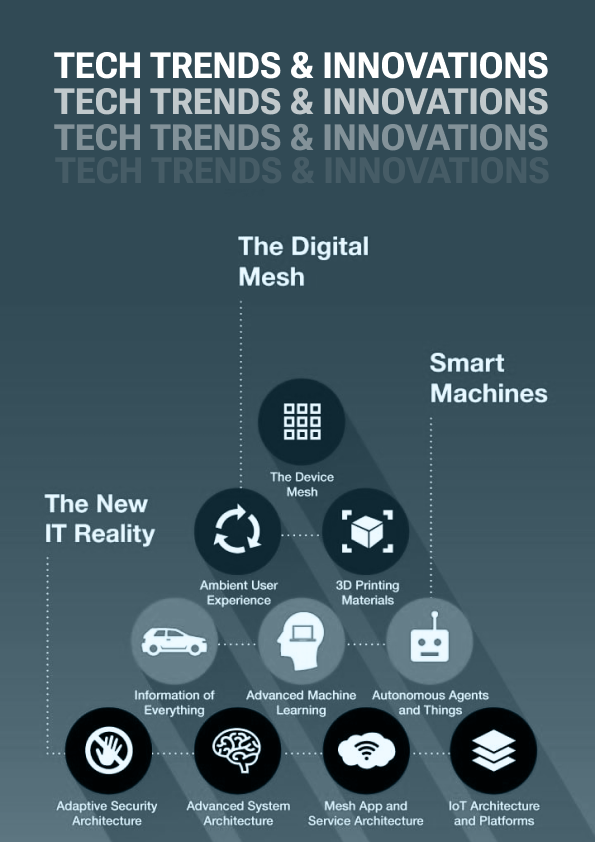 TECH TRENDS & INNOVATIONS
TECH TRENDS & INNOVATIONS
TECH TRENDS & INNOVATIONS
TECH TRENDS & INNOVATIONS
The Digital
Mesh
Smart
Machines
The Device
Mesh
The New
IT Reality
Ambient User
Experience
3D Printing
Materials
Information of
Everything
Advanced Machine
Learning
Autonomous Agents
and Things
Adaptive Security
Architecture
Advanced System
Architecture
Mesh App and
Service Architecture
IoT Architecture
and Platforms